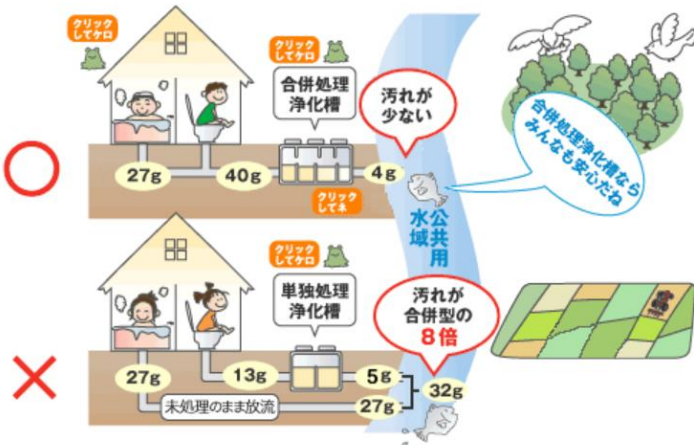 クリック
してケロ
クリック
してケロ
合併処理
浄化槽
汚れが
少ない
合併処理浄化槽なら
みんなも安心だね
27g
40g
4g
クリック
してネ
公共用
水域
クリック
してケロ
単独処理
浄化槽
汚れが
合併型の
8倍
27g
13g
5g
32g
未処理のまま放流
27g